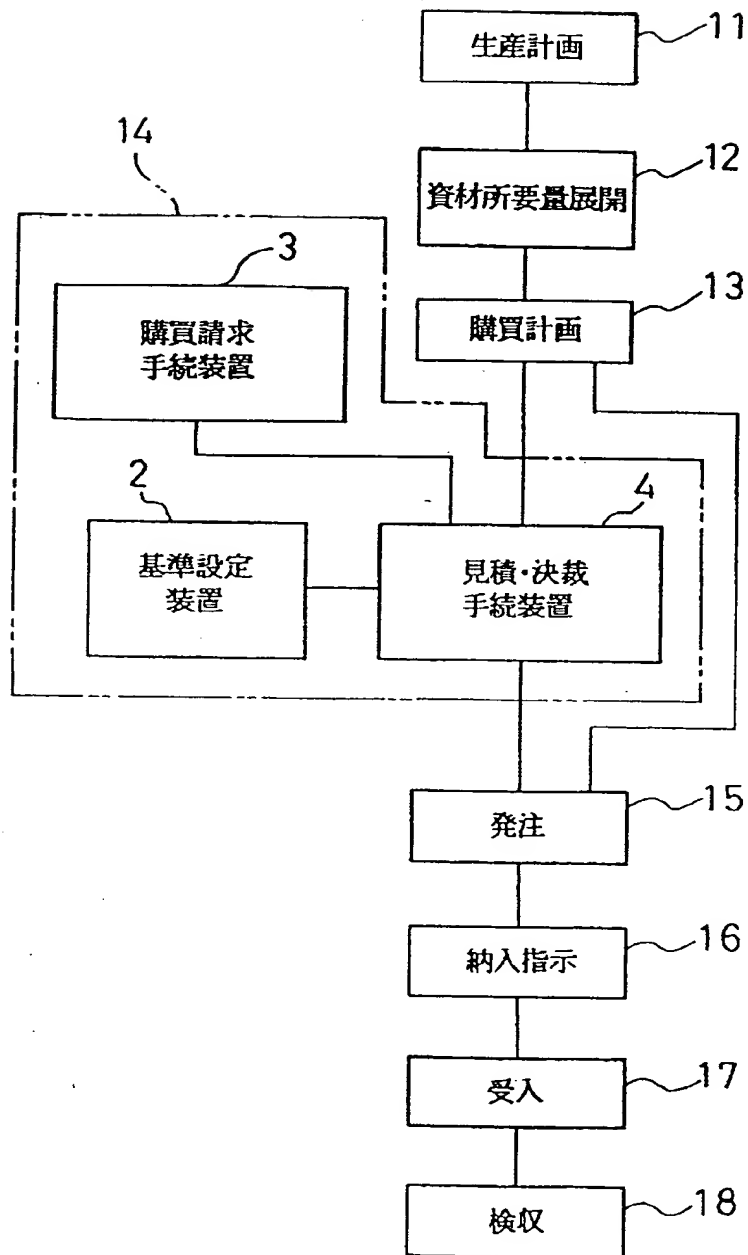 生産計画
11
14
資材所要量展開
12
3
購買請求
手続装置
購買計画
13
2
基準設定
装置
4
見積・決裁
手続装置
発注
15
納入指示
16
受入
17
検収
18